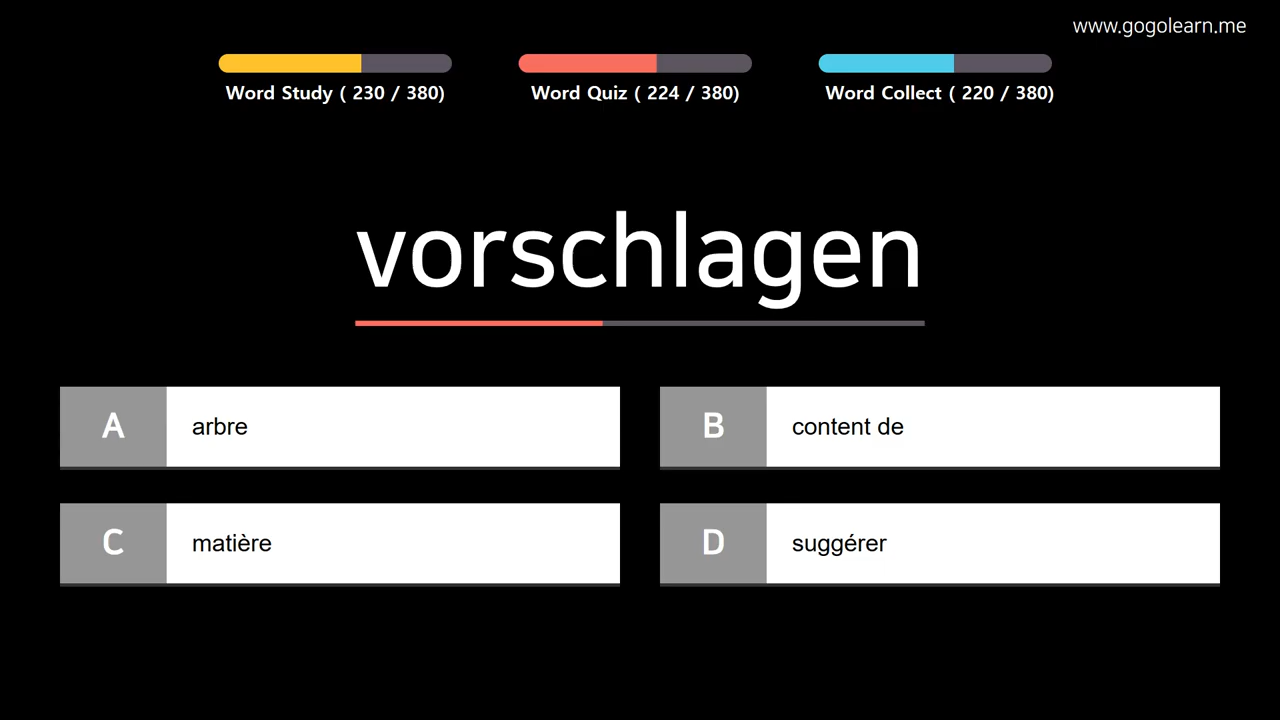 www.gogolearn.me
Word Study ( 230 / 380)
Word Quiz ( 224 / 380)
Word Collect ( 220 / 380)
vorschlagen
A arbre
B content de
C matière
D suggérer